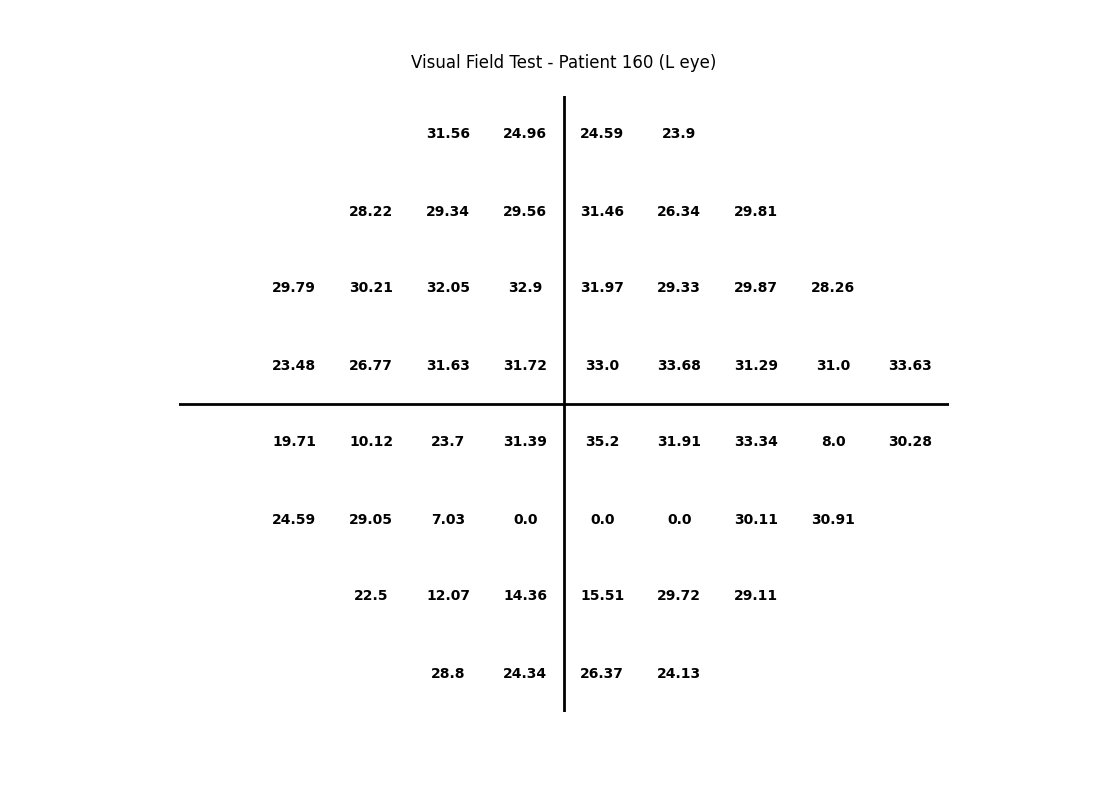 Visual Field Test - Patient 160 (L eye)
31.56 24.96 24.59 23.9
28.22 29.34 29.56 31.46 26.34 29.81
29.79 30.21 32.05 32.9 31.97 29.33 29.87 28.26
23.48 26.77 31.63 31.72 33.0 33.68 31.29 31.0 33.63
19.71 10.12 23.7 31.39 35.2 31.91 33.34 8.0 30.28
24.59 29.05 7.03 0.0 0.0 0.0 30.11 30.91
22.5 12.07 14.36 15.51 29.72 29.11
28.8 24.34 26.37 24.13